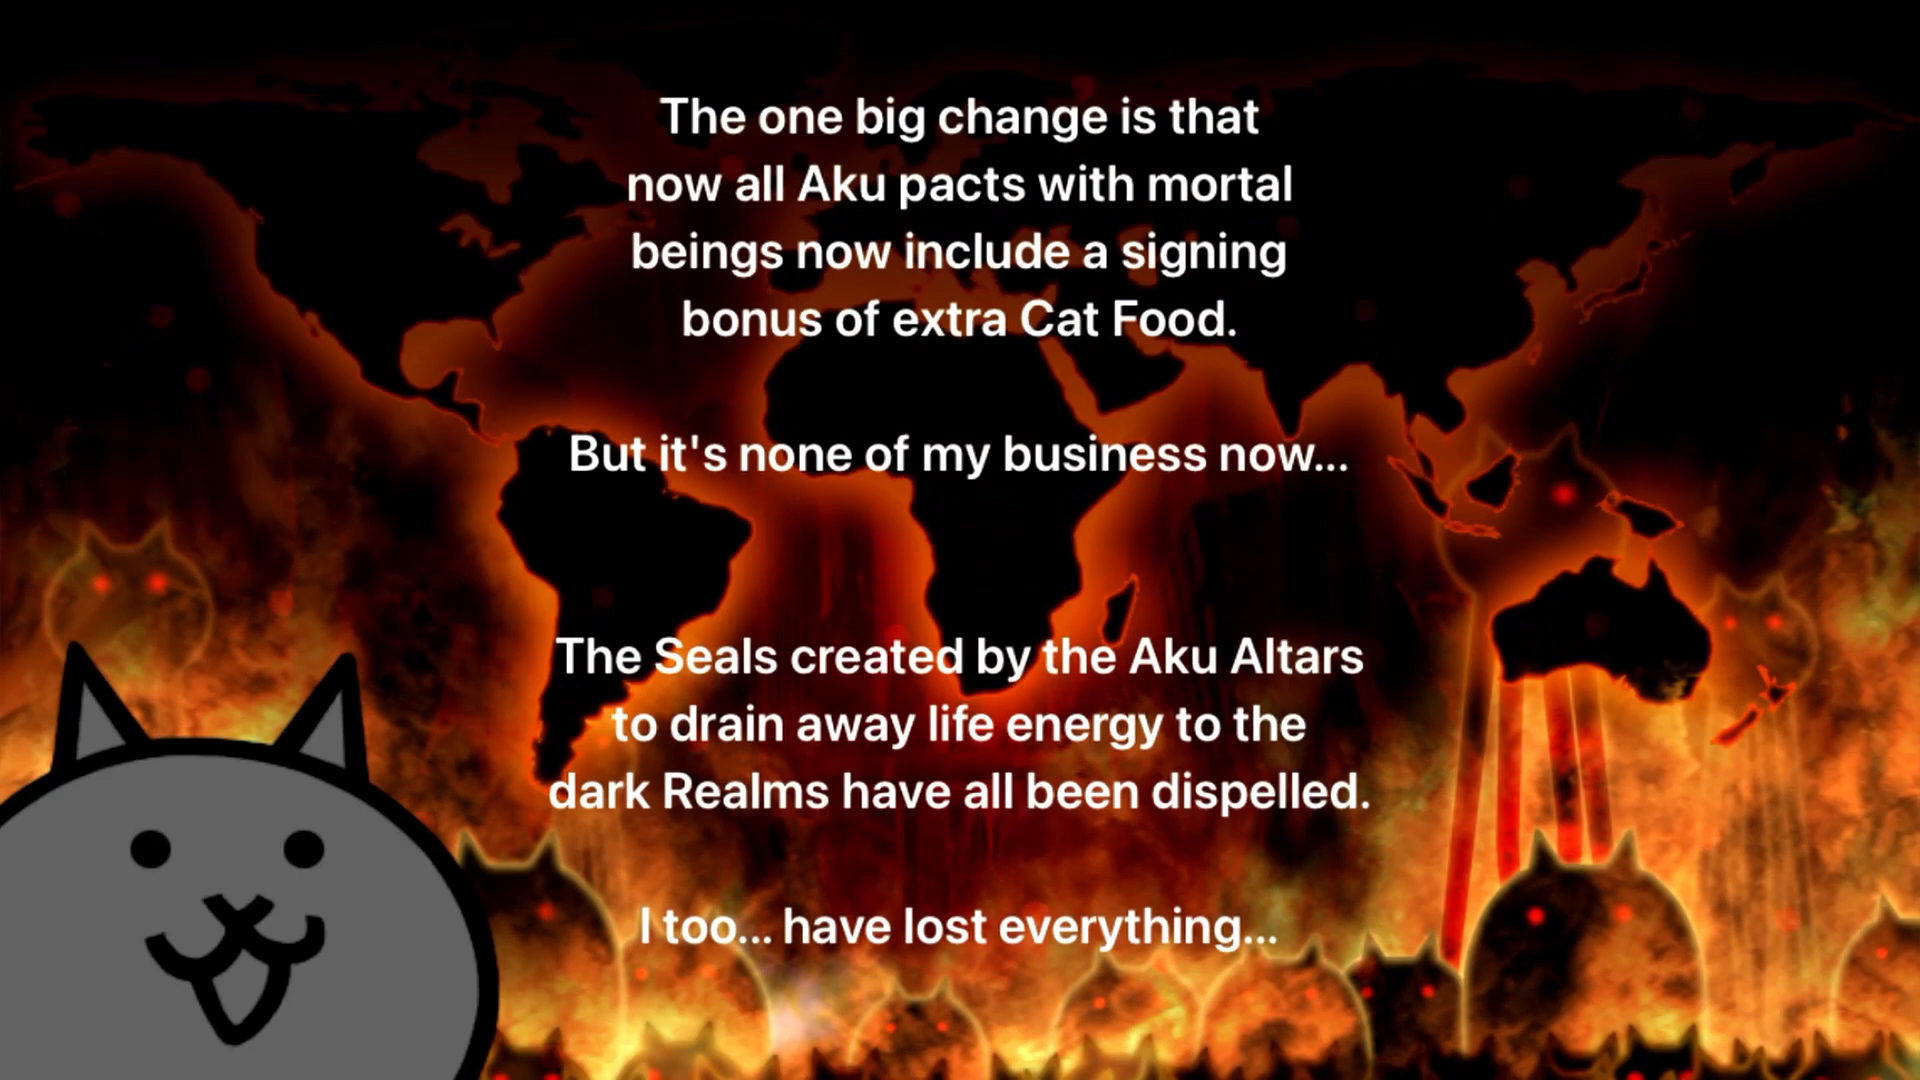 The one big change is that
now all Aku pacts with mortal
beings now include a signing
bonus of extra Cat Food.
But it's none of my business now...
The Seals created by the Aku Altars
to drain away life energy to the
dark Realms have all been dispelled.
I too... have lost everything...